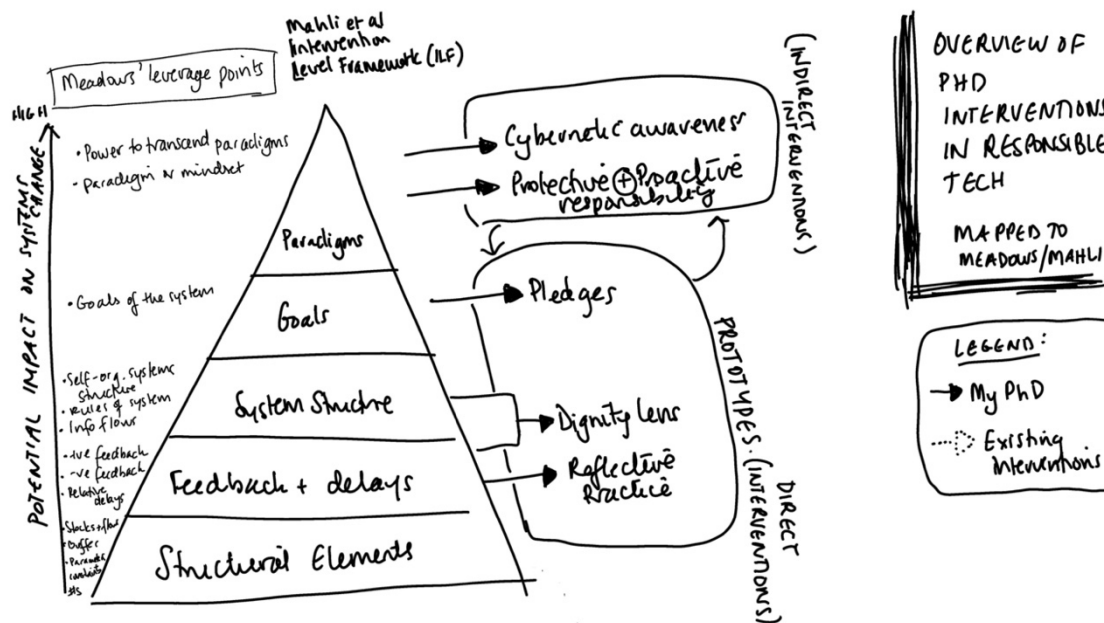 Mahli et al
Intervention
Level Framework (ILF)
Meadows' leverage points
HIGH
POTENTIAL IMPACT ON SYSTEMS
CHANGE
• Power to transcend paradigms
• Paradigm or mindset
• Goals of the system
• Self-org. systems
structure
• Rules of system
• Info flows
• +ve feedback
• -ve feedback
• Relative
delays
• Stocks + flows
• Buffer
• Parameters
constants
#s
Paradigms
Goals
System Structure
Feedback + delays
Structural Elements
Cybernetic awareness
Protective + Proactive
responsibility
(INDIRECT
INTERVENTIONS)
Pledges
Dignity lens
Reflective
Practice
PROTOTYPES.
DIRECT
(INTERVENTIONS)
OVERVIEW OF
PHD
INTERVENTIONS
IN RESPONSIBLE
TECH
MAPPED TO
MEADOWS/MAHLI
LEGEND:
My PhD
Existing
interventions